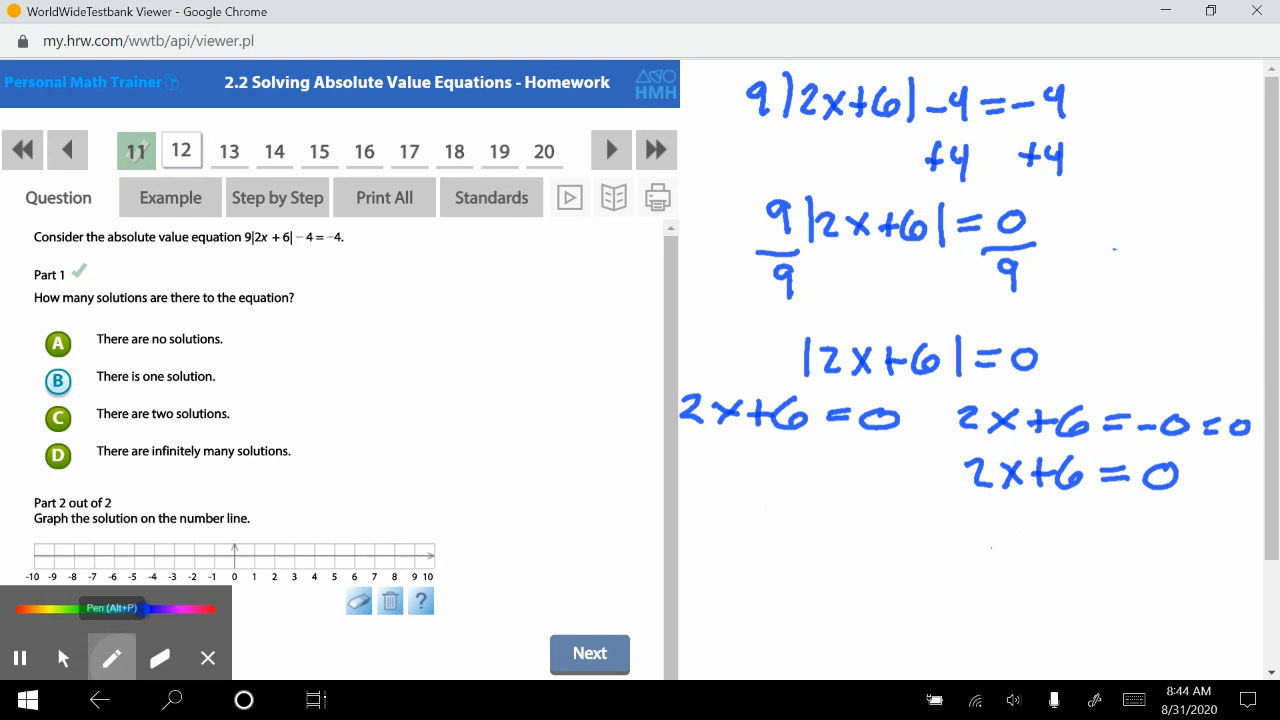 WorldWideTestbank Viewer - Google Chrome
my.hrw.com/wwtb/api/viewer.pl
Personal Math Trainer
2.2 Solving Absolute Value Equations - Homework
HMH
11 12 13 14 15 16 17 18 19 20
Question Example Step by Step Print All Standards
Consider the absolute value equation 9|2x + 6| − 4 = −4.
Part 1
How many solutions are there to the equation?
A There are no solutions.
B There is one solution.
C There are two solutions.
D There are infinitely many solutions.
Part 2 out of 2
Graph the solution on the number line.
-10 -9 -8 -7 -6 -5 -4 -3 -2 -1 0 1 2 3 4 5 6 7 8 9 10
?
Pen (Alt+P)
Next
9|2x+6|-4=-4
+4 +4
9|2x+6|=0
9 9
|2x+6|=0
2x+6=0 2x+6=-0=0
2x+6=0
8:44 AM
8/31/2020